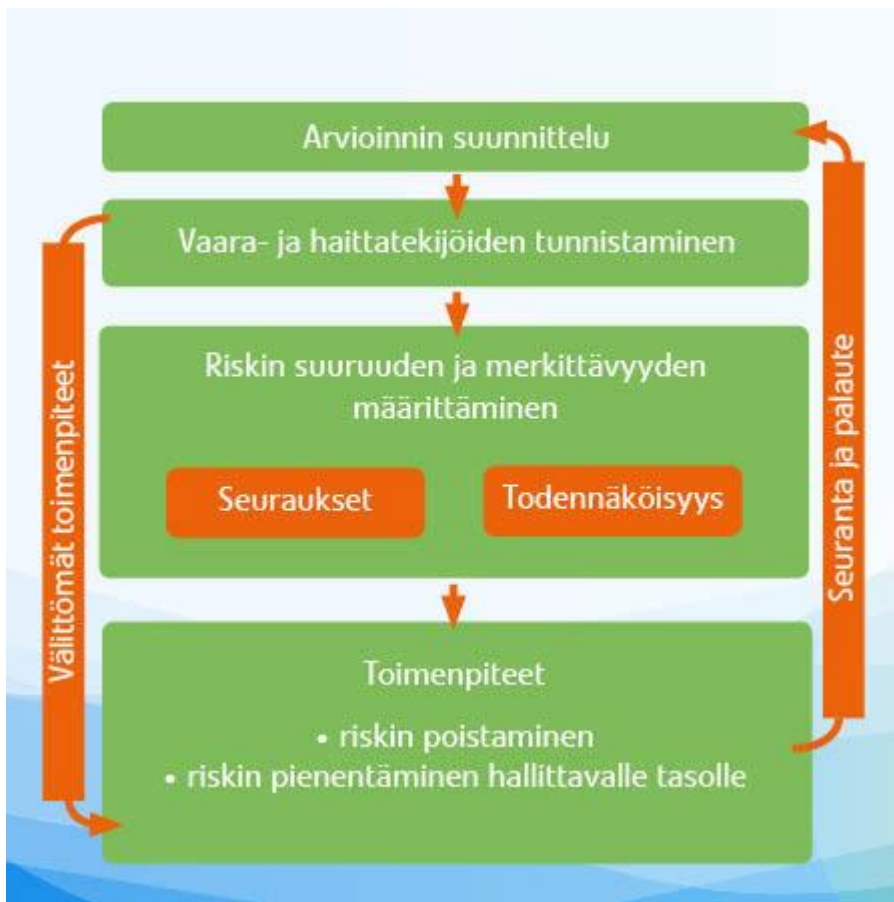 Arvioinnin suunnittelu
Vaara- ja haittatekijöiden tunnistaminen
Riskin suuruuden ja merkittävyyden
määrittäminen
Seuraukset
Todennäköisyys
Toimenpiteet
• riskin poistaminen
• riskin pienentäminen hallittavalle tasolle
Välittömät toimenpiteet
Seuranta ja palaute